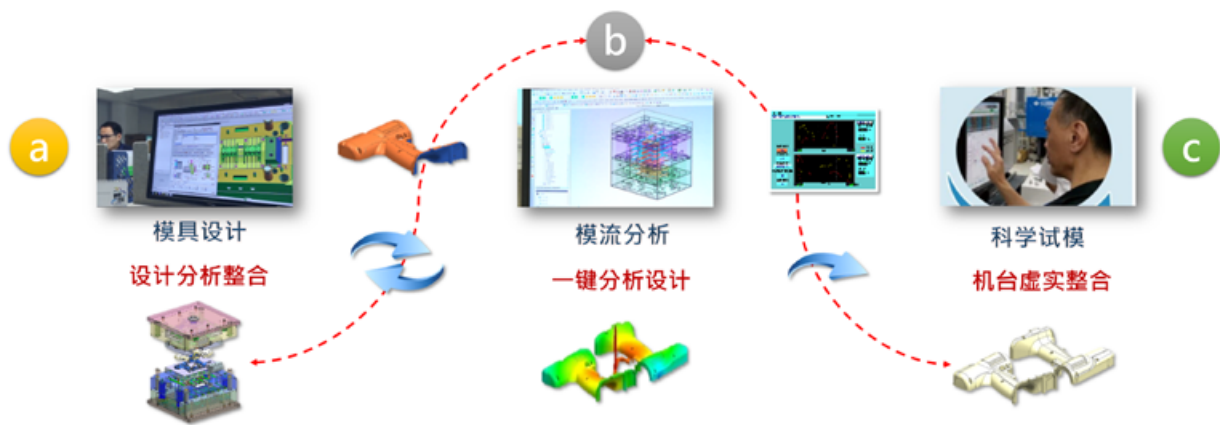 b
a
c
模具设计
模流分析
科学试模
设计分析整合
一键分析设计
机台虚实整合